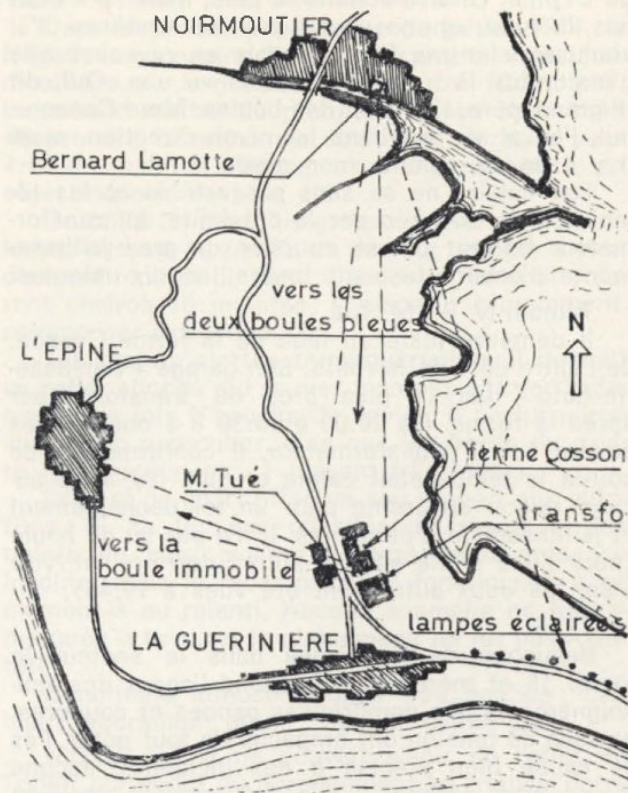 NOIRMOUTIER
Bernard Lamotte
vers les
deux boules bleues
N
L'EPINE
ferme Cosson
M.Tué
transfo
vers la
boule immobile
lampes éclairées
LA GUERINIERE